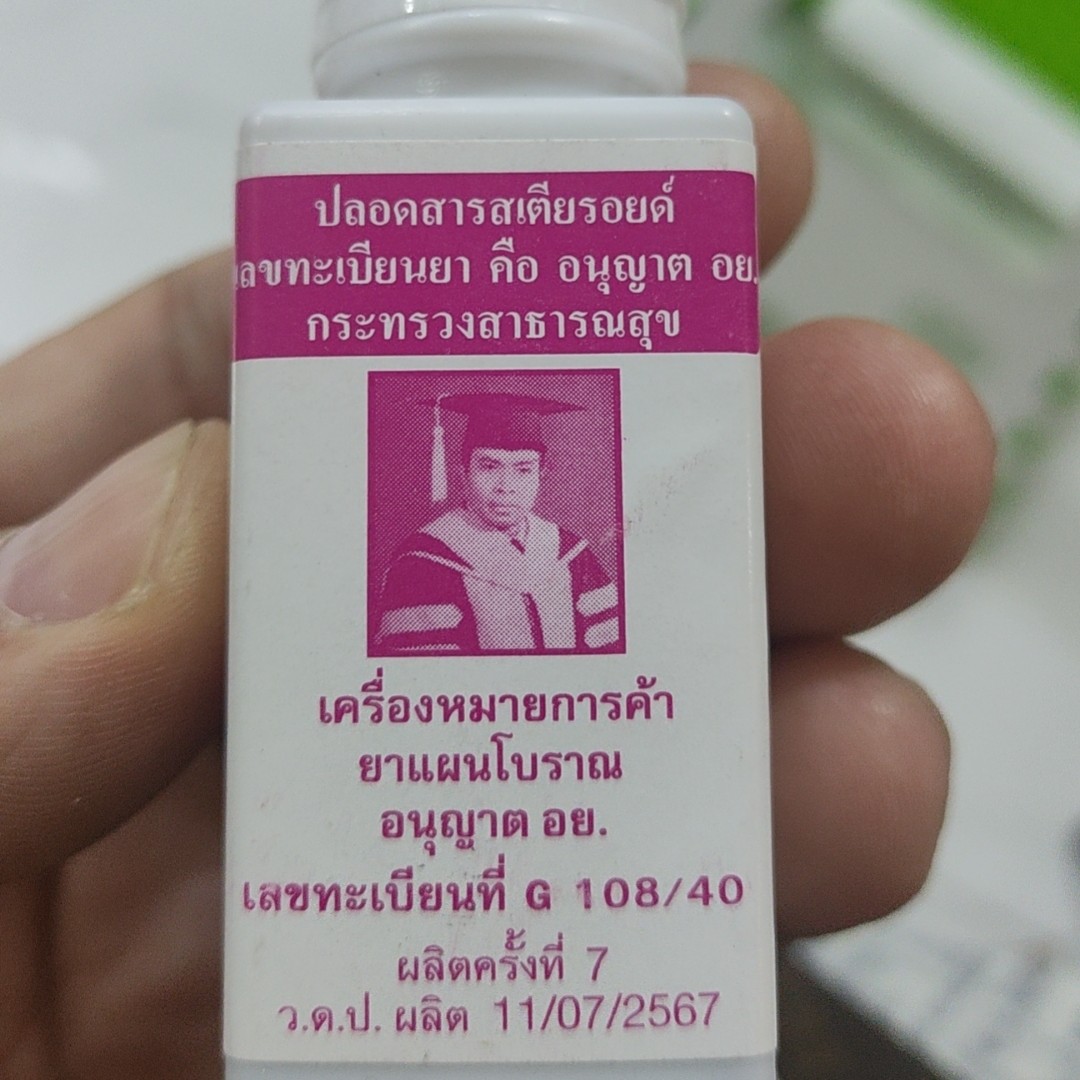 ปลอดสารสเตียรอยด์
เลขทะเบียนยา คือ อนุญาต อย.
กระทรวงสาธารณสุข
เครื่องหมายการค้า
ยาแผนโบราณ
อนุญาต อย.
เลขทะเบียนที่ G 108/40
ผลิตครั้งที่ 7
ว.ด.ป. ผลิต 11/07/2567